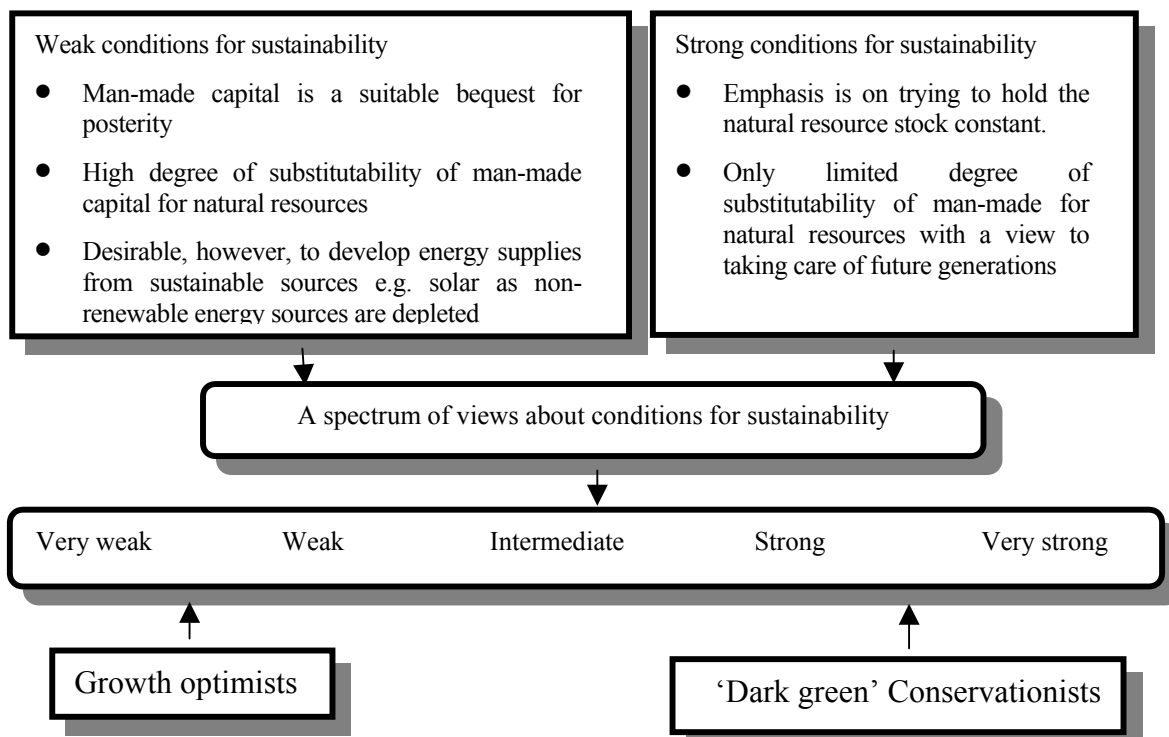 Weak conditions for sustainability
● Man-made capital is a suitable bequest for
posterity
● High degree of substitutability of man-made
capital for natural resources
● Desirable, however, to develop energy supplies
from sustainable sources e.g. solar as non-
renewable energy sources are depleted
Strong conditions for sustainability
● Emphasis is on trying to hold the
natural resource stock constant.
● Only limited degree of
substitutability of man-made for
natural resources with a view to
taking care of future generations
A spectrum of views about conditions for sustainability
Very weak Weak Intermediate Strong Very strong
Growth optimists
‘Dark green’ Conservationists